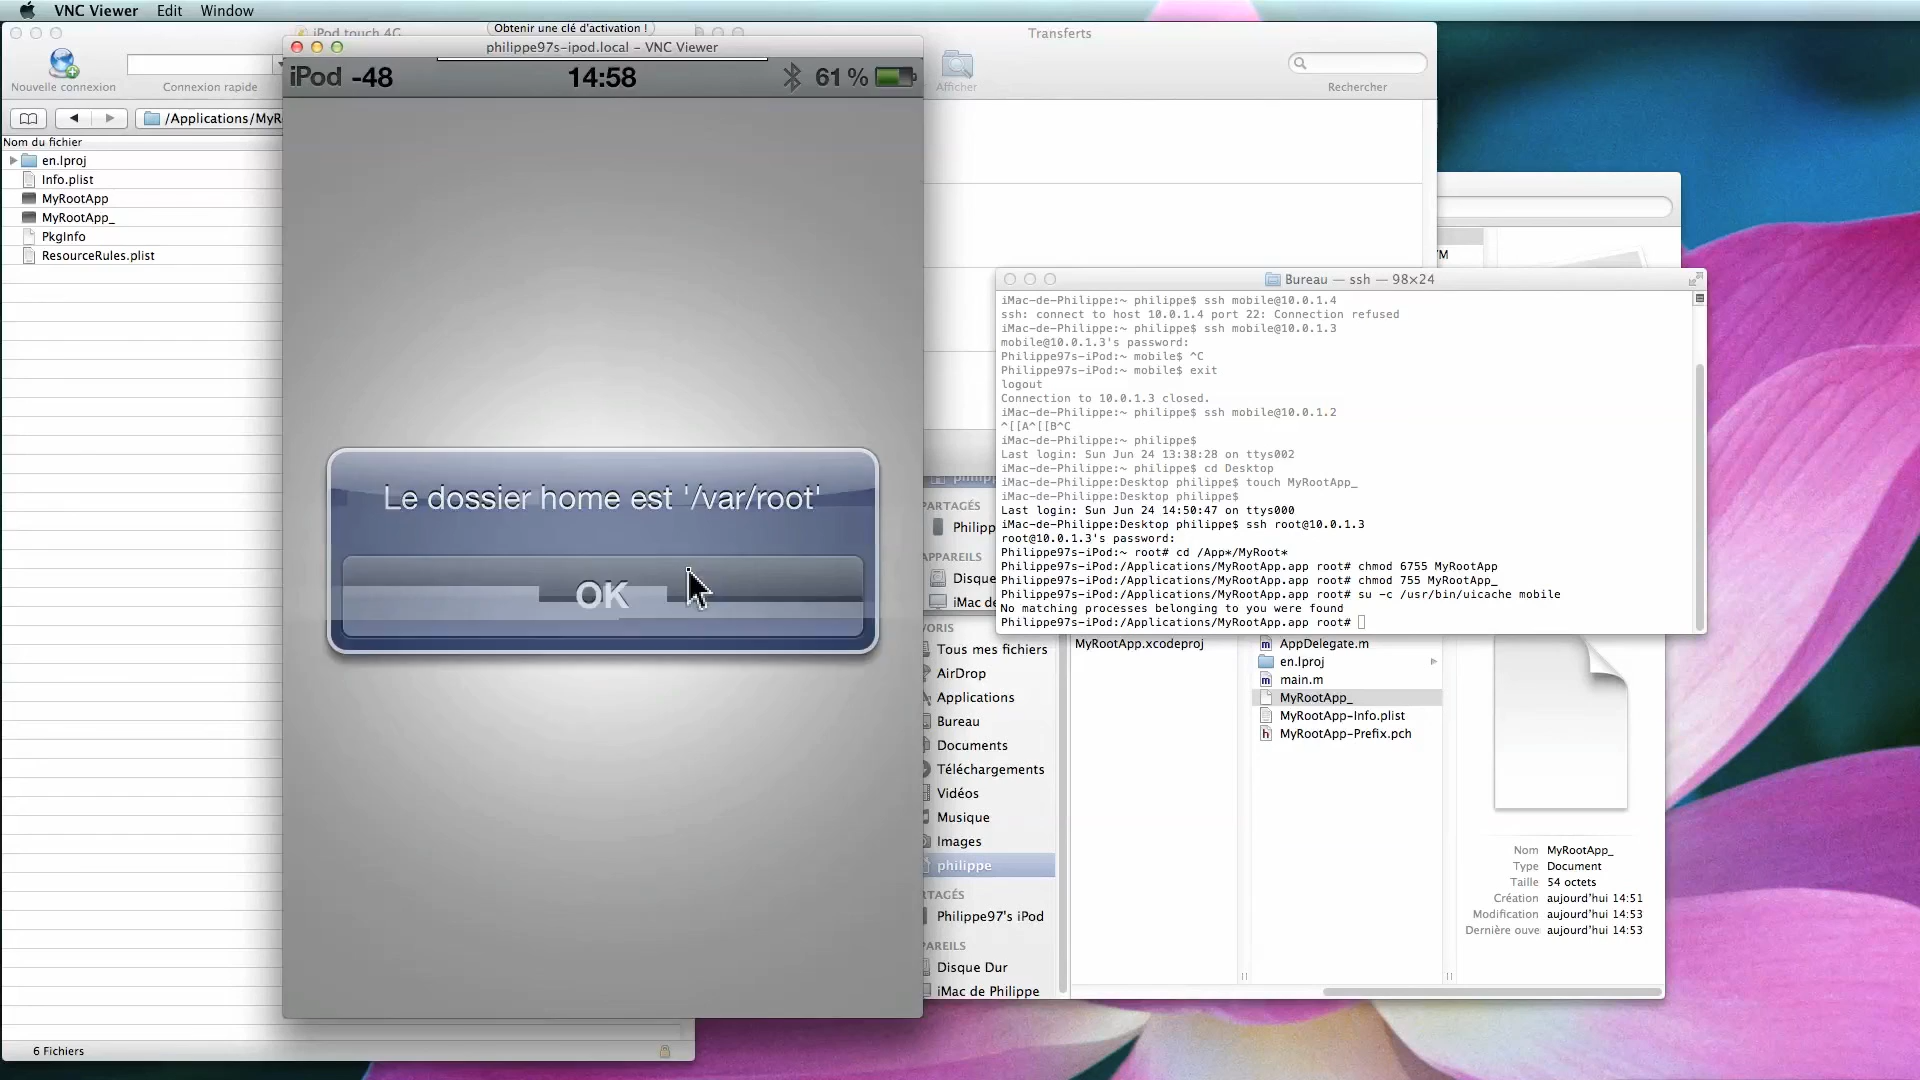 VNC Viewer Edit Window
iPod touch 4G
Obtenir une clé d'activation !
philippe97s-ipod.local – VNC Viewer
Transferts
Nouvelle connexion
Connexion rapide
Afficher
Rechercher
iPod -48
14:58
61 %
/Applications/MyR
Nom du fichier
en.lproj
Info.plist
MyRootApp
MyRootApp_
PkgInfo
ResourceRules.plist
6 Fichiers
Le dossier home est '/var/root'
OK
Bureau — ssh — 98×24
iMac-de-Philippe:~ philippe$ ssh mobile@10.0.1.4
ssh: connect to host 10.0.1.4 port 22: Connection refused
iMac-de-Philippe:~ philippe$ ssh mobile@10.0.1.3
mobile@10.0.1.3's password:
Philippe97s-iPod:~ mobile$ ^C
Philippe97s-iPod:~ mobile$ exit
logout
Connection to 10.0.1.3 closed.
iMac-de-Philippe:~ philippe$ ssh mobile@10.0.1.2
^[[A^[[B^C
iMac-de-Philippe:~ philippe$
Last login: Sun Jun 24 13:38:28 on ttys002
iMac-de-Philippe:~ philippe$ cd Desktop
iMac-de-Philippe:Desktop philippe$ touch MyRootApp_
iMac-de-Philippe:Desktop philippe$
Last login: Sun Jun 24 14:50:47 on ttys000
iMac-de-Philippe:Desktop philippe$ ssh root@10.0.1.3
root@10.0.1.3's password:
Philippe97s-iPod:~ root# cd /App*/MyRoot*
Philippe97s-iPod:/Applications/MyRootApp.app root# chmod 6755 MyRootApp
Philippe97s-iPod:/Applications/MyRootApp.app root# chmod 755 MyRootApp_
Philippe97s-iPod:/Applications/MyRootApp.app root# su -c /usr/bin/uicache mobile
No matching processes belonging to you were found
Philippe97s-iPod:/Applications/MyRootApp.app root#
PARTAGÉS
Philipp
APPAREILS
Disque
iMac de
VORIS
Tous mes fichiers
AirDrop
Applications
Bureau
Documents
Téléchargements
Vidéos
Musique
Images
philippe
TAGÉS
Philippe97's iPod
PAREILS
Disque Dur
iMac de Philippe
MyRootApp.xcodeproj
AppDelegate.m
en.lproj
main.m
MyRootApp_
MyRootApp-Info.plist
MyRootApp-Prefix.pch
Nom MyRootApp_
Type Document
Taille 54 octets
Création aujourd'hui 14:51
Modification aujourd'hui 14:53
Dernière ouve aujourd'hui 14:53